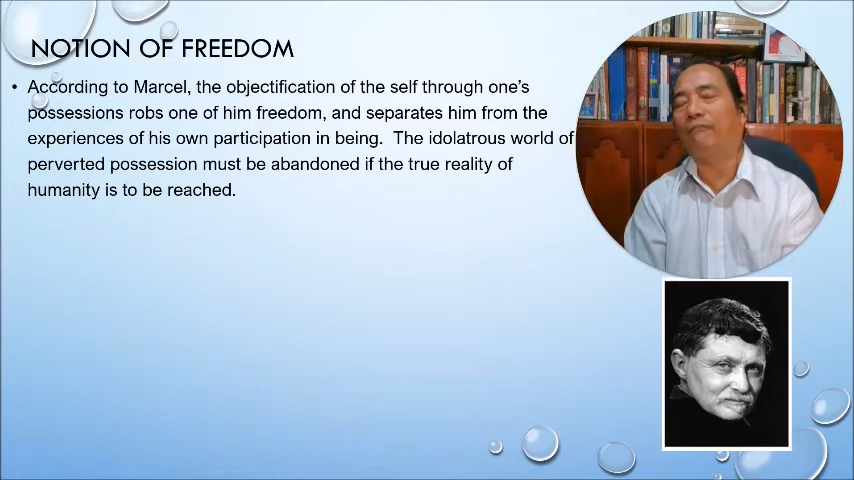 NOTION OF FREEDOM
• According to Marcel, the objectification of the self through one's
possessions robs one of him freedom, and separates him from the
experiences of his own participation in being.  The idolatrous world of
perverted possession must be abandoned if the true reality of
humanity is to be reached.